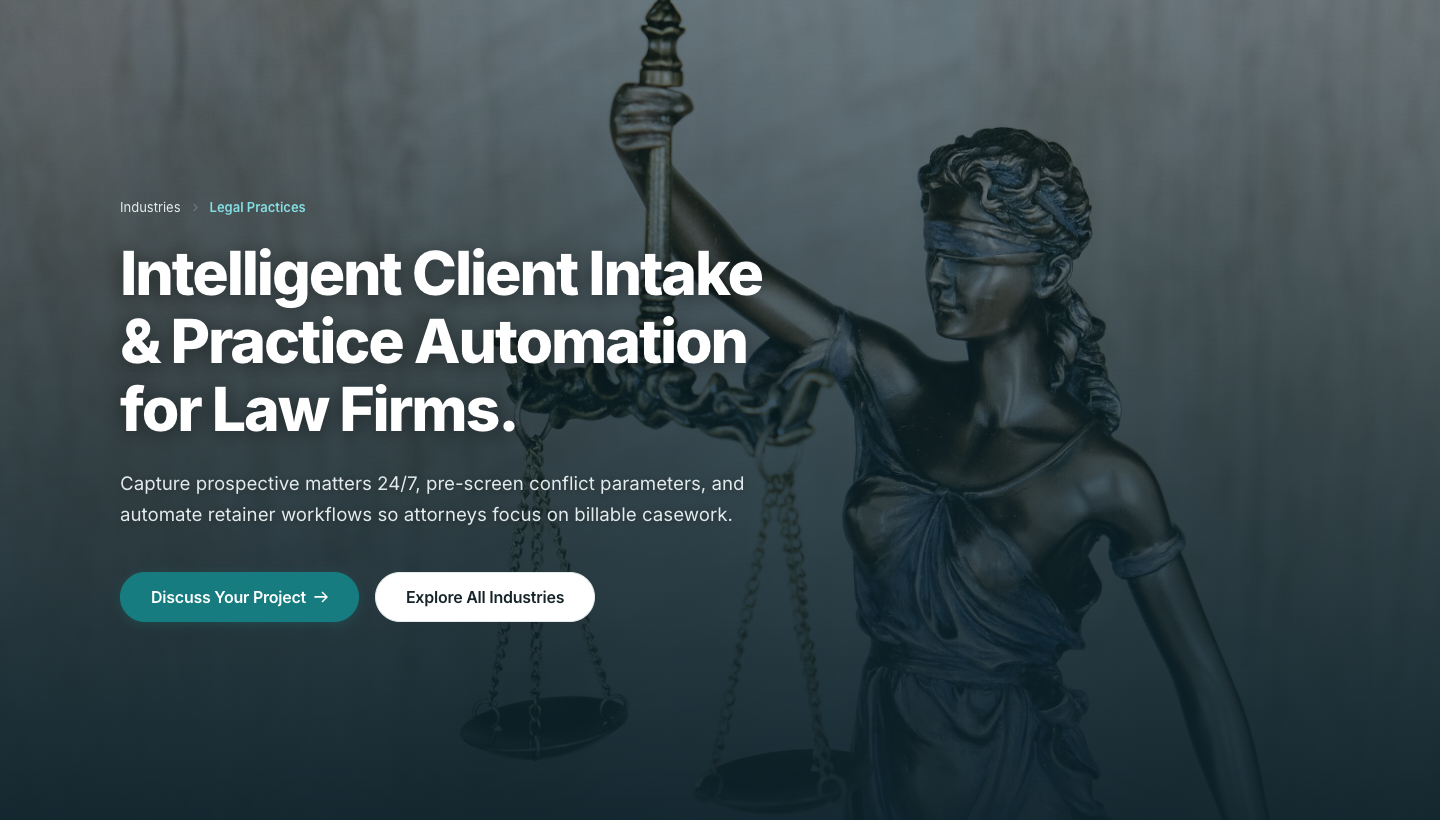 Industries > Legal Practices
Intelligent Client Intake
& Practice Automation
for Law Firms.
Capture prospective matters 24/7, pre-screen conflict parameters, and
automate retainer workflows so attorneys focus on billable casework.
Discuss Your Project →
Explore All Industries